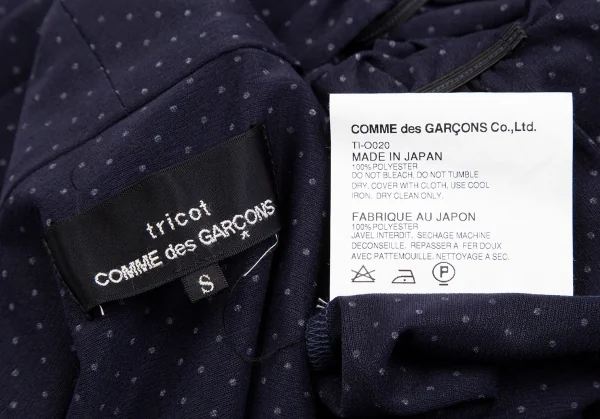 tricot
COMME des GARÇONS
S
COMME des GARÇONS Co.,Ltd.
TI-O020
MADE IN JAPAN
100%POLYESTER
DO NOT BLEACH, DO NOT TUMBLE
DRY, COVER WITH CLOTH, USE COOL
IRON, DRY CLEAN ONLY.
FABRIQUE AU JAPON
100%POLYESTER
JAVEL INTERDIT. SECHAGE MACHINE
DECONSEILLE. REPASSER A FER DOUX
AVEC PATTEMOUILLE. NETTOYAGE A SEC.
P